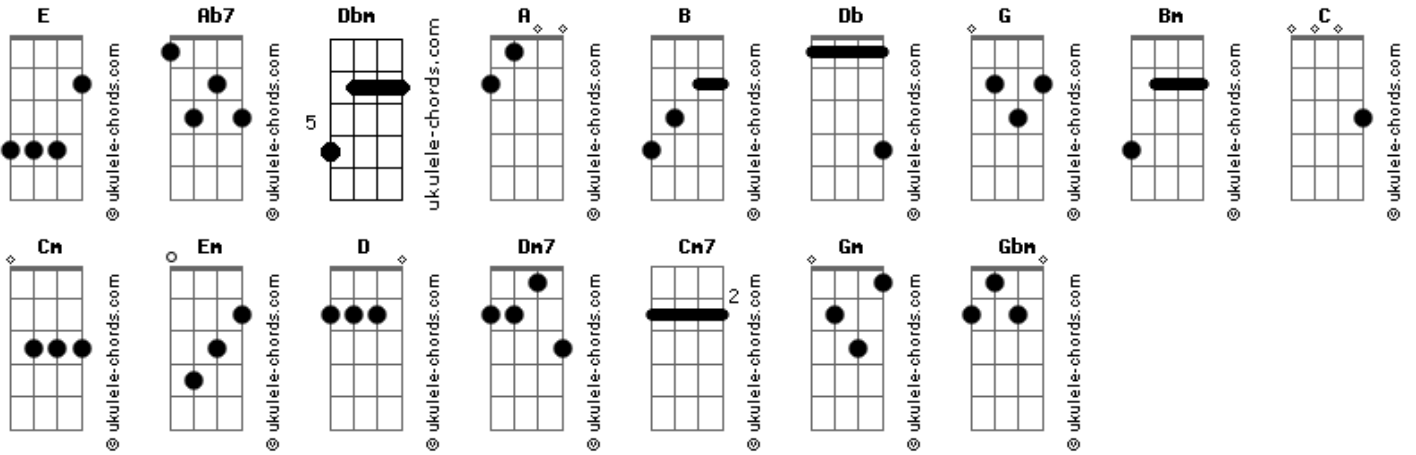 E Ab7 Dbm A B Db G Bm C
5
© ukulele-chords.com © ukulele-chords.com ukulele-chords.com © ukulele-chords.com © ukulele-chords.com © ukulele-chords.com © ukulele-chords.com © ukulele-chords.com © ukulele-chords.com
Cm Em D Dm7 Cm7 Gm Gbm
2
© ukulele-chords.com © ukulele-chords.com © ukulele-chords.com © ukulele-chords.com © ukulele-chords.com © ukulele-chords.com © ukulele-chords.com